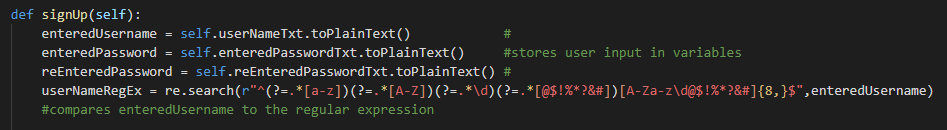 def signUp(self):
enteredUsername = self.userNameTxt.toPlainText() #
enteredPassword = self.enteredPasswordTxt.toPlainText() #stores user input in variables
reEnteredPassword = self.reEnteredPasswordTxt.toPlainText() #
userNameRegEx = re.search(r"^(?=.*[a-z])(?=.*[A-Z])(?=.*\d)(?=.*[@$!%*?&#])[A-Za-z\d@$!%*?&#]{8,}$",enteredUsername)
#compares enteredUsername to the regular expression